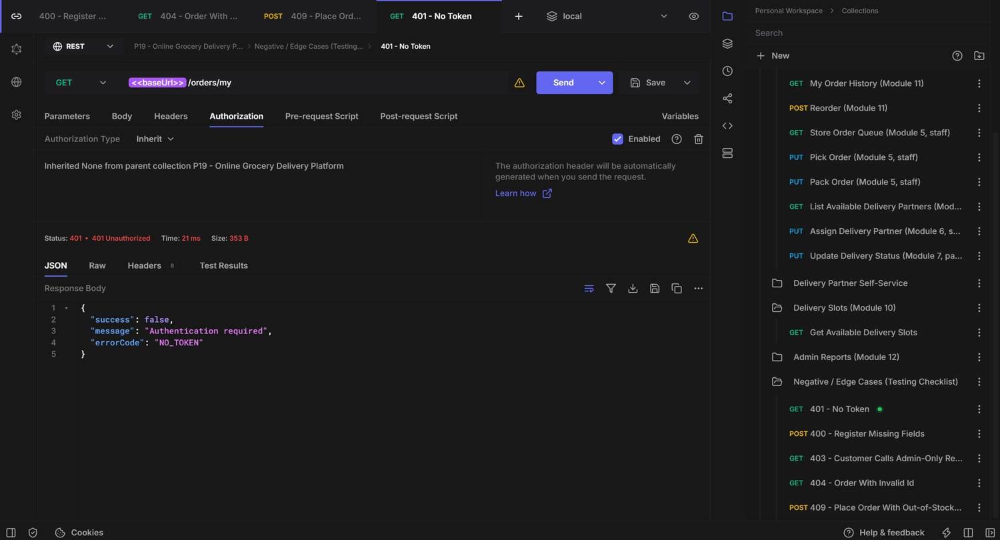 400 - Register ...
GET 404 - Order With ...
POST 409 - Place Ord...
GET 401 - No Token
local
REST
P19 - Online Grocery Delivery P... > Negative / Edge Cases (Testing... > 401 - No Token
GET <<baseUrl>> /orders/my
Send
Save
Parameters Body Headers Authorization Pre-request Script Post-request Script Variables
Authorization Type Inherit
Enabled
Inherited None from parent collection P19 - Online Grocery Delivery Platform
The authorization header will be automatically
generated when you send the request.
Learn how
Status: 401 • 401 Unauthorized Time: 21 ms Size: 353 B
JSON Raw Headers 8 Test Results
Response Body
1 {
2 "success": false,
3 "message": "Authentication required",
4 "errorCode": "NO_TOKEN"
5 }
Personal Workspace > Collections
Search
New
GET My Order History (Module 11)
POST Reorder (Module 11)
GET Store Order Queue (Module 5, staff)
PUT Pick Order (Module 5, staff)
PUT Pack Order (Module 5, staff)
GET List Available Delivery Partners (Mod...
PUT Assign Delivery Partner (Module 6, s...
PUT Update Delivery Status (Module 7, pa...
Delivery Partner Self-Service
Delivery Slots (Module 10)
GET Get Available Delivery Slots
Admin Reports (Module 12)
Negative / Edge Cases (Testing Checklist)
GET 401 - No Token
POST 400 - Register Missing Fields
GET 403 - Customer Calls Admin-Only Re...
GET 404 - Order With Invalid Id
POST 409 - Place Order With Out-of-Stock...
Cookies
Help & feedback